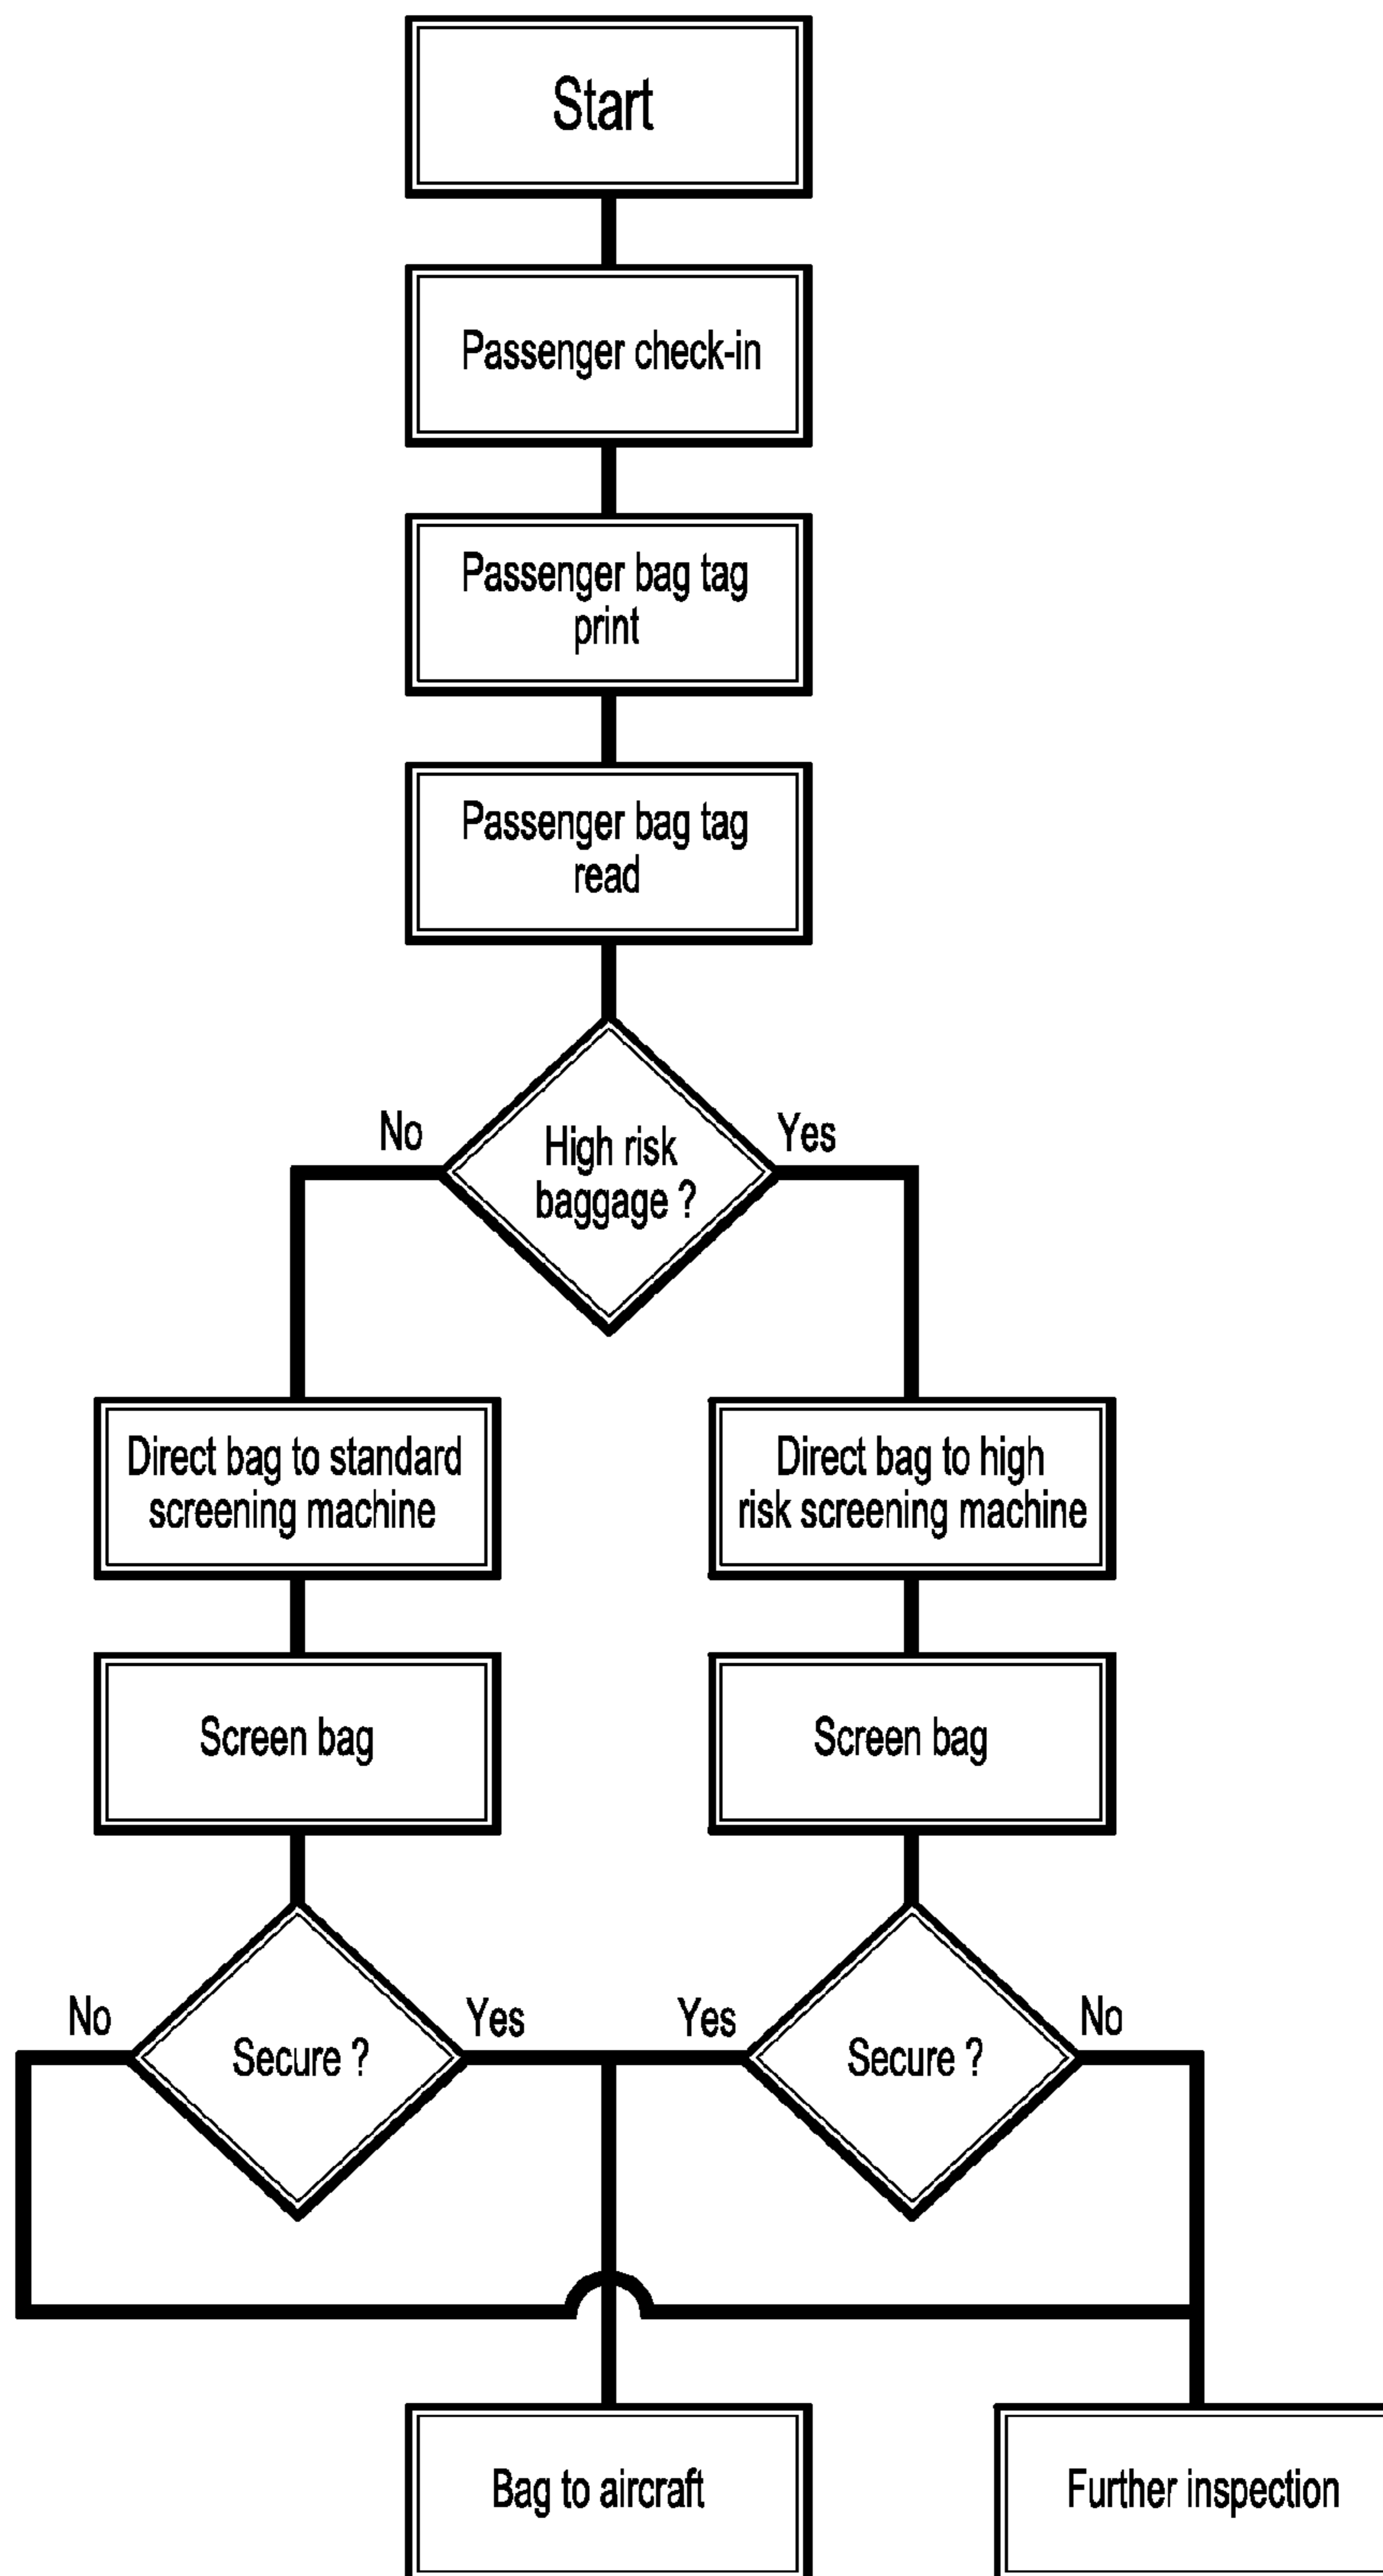 Start
Passenger check-in
Passenger bag tag
print
Passenger bag tag
read
No
Yes
High risk
baggage ?
Direct bag to standard
screening machine
Direct bag to high
risk screening machine
Screen bag
Screen bag
No
Secure ?
Yes
Yes
Secure ?
No
Bag to aircraft
Further inspection